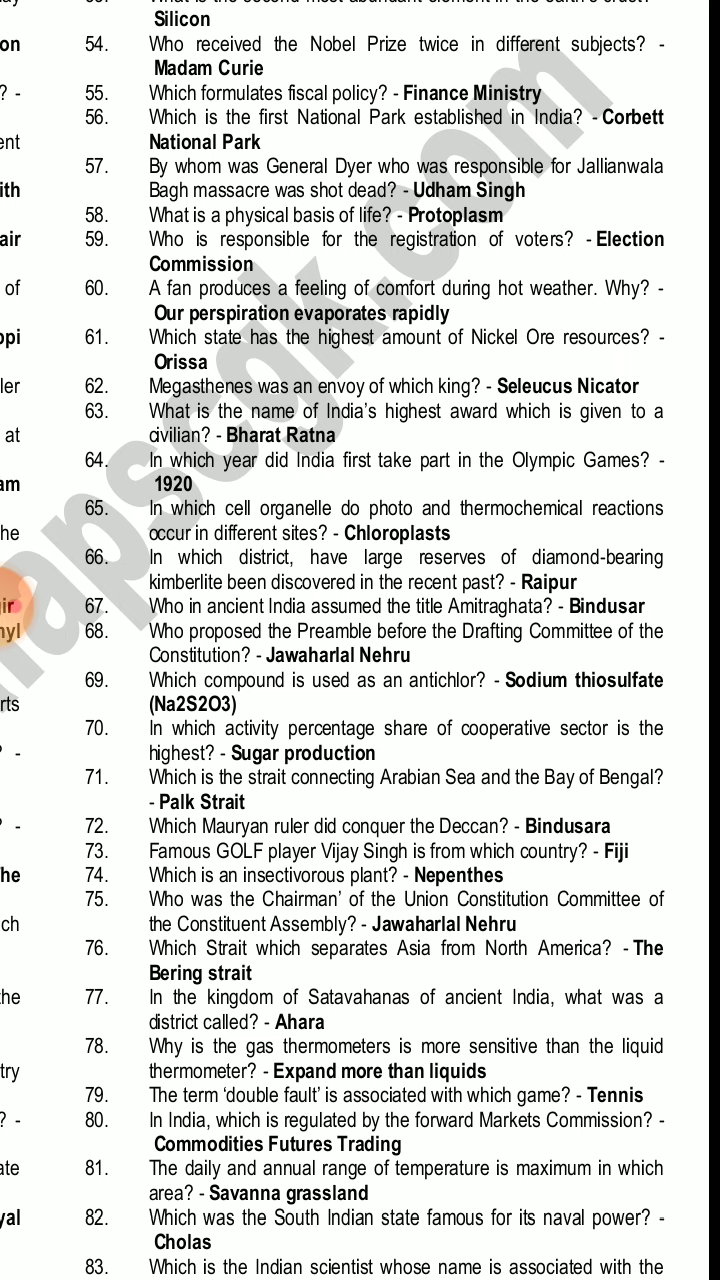 Silicon
54. Who received the Nobel Prize twice in different subjects? -
Madam Curie
55. Which formulates fiscal policy? - Finance Ministry
56. Which is the first National Park established in India? - Corbett
National Park
57. By whom was General Dyer who was responsible for Jallianwala
Bagh massacre was shot dead? - Udham Singh
58. What is a physical basis of life? - Protoplasm
59. Who is responsible for the registration of voters? - Election
Commission
60. A fan produces a feeling of comfort during hot weather. Why? -
Our perspiration evaporates rapidly
61. Which state has the highest amount of Nickel Ore resources? -
Orissa
62. Megasthenes was an envoy of which king? - Seleucus Nicator
63. What is the name of India's highest award which is given to a
civilian? - Bharat Ratna
64. In which year did India first take part in the Olympic Games? -
1920
65. In which cell organelle do photo and thermochemical reactions
occur in different sites? - Chloroplasts
66. In which district, have large reserves of diamond-bearing
kimberlite been discovered in the recent past? - Raipur
67. Who in ancient India assumed the title Amitraghata? - Bindusar
68. Who proposed the Preamble before the Drafting Committee of the
Constitution? - Jawaharlal Nehru
69. Which compound is used as an antichlor? - Sodium thiosulfate
(Na2S2O3)
70. In which activity percentage share of cooperative sector is the
highest? - Sugar production
71. Which is the strait connecting Arabian Sea and the Bay of Bengal?
- Palk Strait
72. Which Mauryan ruler did conquer the Deccan? - Bindusara
73. Famous GOLF player Vijay Singh is from which country? - Fiji
74. Which is an insectivorous plant? - Nepenthes
75. Who was the Chairman' of the Union Constitution Committee of
the Constituent Assembly? - Jawaharlal Nehru
76. Which Strait which separates Asia from North America? - The
Bering strait
77. In the kingdom of Satavahanas of ancient India, what was a
district called? - Ahara
78. Why is the gas thermometers is more sensitive than the liquid
thermometer? - Expand more than liquids
79. The term 'double fault' is associated with which game? - Tennis
80. In India, which is regulated by the forward Markets Commission? -
Commodities Futures Trading
81. The daily and annual range of temperature is maximum in which
area? - Savanna grassland
82. Which was the South Indian state famous for its naval power? -
Cholas
83. Which is the Indian scientist whose name is associated with the